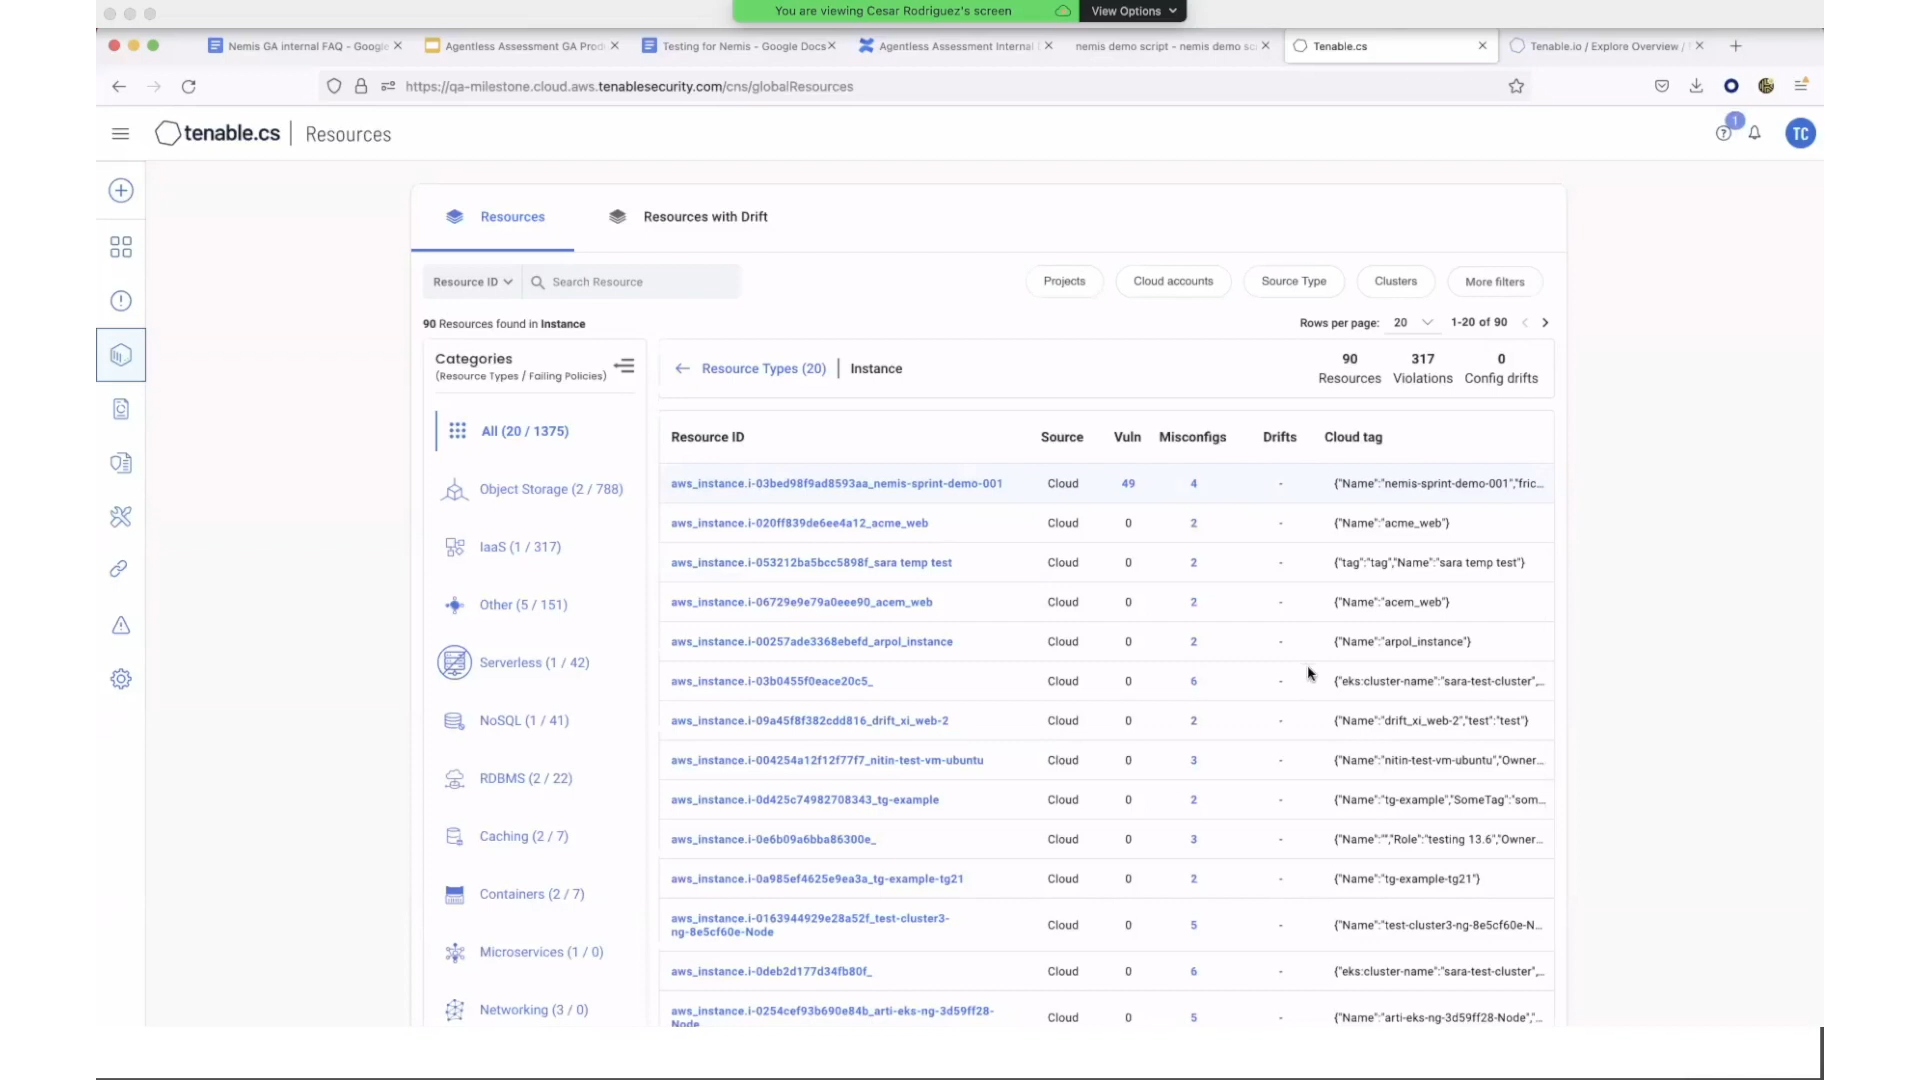 You are viewing Cesar Rodriguez's screen
View Options
Nemis GA internal FAQ - Google
Agentless Assessment GA Prod
Testing for Nemis - Google Docs
Agentless Assessment Internal
nemis demo script - nemis demo sc
Tenable.cs
Tenable.io / Explore Overview /
https://qa-milestone.cloud.aws.tenablesecurity.com/cns/globalResources
tenable.cs | Resources
1
TC
Resources
Resources with Drift
Resource ID
Search Resource
Projects
Cloud accounts
Source Type
Clusters
More filters
90 Resources found in Instance
Rows per page: 20 1-20 of 90
Categories
(Resource Types / Failing Policies)
Resource Types (20) | Instance
90 317 0
Resources Violations Config drifts
All (20 / 1375)
Object Storage (2 / 788)
IaaS (1 / 317)
Other (5 / 151)
Serverless (1 / 42)
NoSQL (1 / 41)
RDBMS (2 / 22)
Caching (2 / 7)
Containers (2 / 7)
Microservices (1 / 0)
Networking (3 / 0)
Resource ID Source Vuln Misconfigs Drifts Cloud tag
aws_instance.i-03bed98f9ad8593aa_nemis-sprint-demo-001 Cloud 49 4 - {"Name":"nemis-sprint-demo-001","fric...
aws_instance.i-020ff839de6ee4a12_acme_web Cloud 0 2 - {"Name":"acme_web"}
aws_instance.i-053212ba5bcc5898f_sara temp test Cloud 0 2 - {"tag":"tag","Name":"sara temp test"}
aws_instance.i-06729e9e79a0eee90_acem_web Cloud 0 2 - {"Name":"acem_web"}
aws_instance.i-00257ade3368ebefd_arpol_instance Cloud 0 2 - {"Name":"arpol_instance"}
aws_instance.i-03b0455f0eace20c5_ Cloud 0 6 - {"eks:cluster-name":"sara-test-cluster",...
aws_instance.i-09a45f8f382cdd816_drift_xi_web-2 Cloud 0 2 - {"Name":"drift_xi_web-2","test":"test"}
aws_instance.i-004254a12f12f77f7_nitin-test-vm-ubuntu Cloud 0 3 - {"Name":"nitin-test-vm-ubuntu","Owner...
aws_instance.i-0d425c74982708343_tg-example Cloud 0 2 - {"Name":"tg-example","SomeTag":"som...
aws_instance.i-0e6b09a6bba86300e_ Cloud 0 3 - {"Name":"","Role":"testing 13.6","Owner...
aws_instance.i-0a985ef4625e9ea3a_tg-example-tg21 Cloud 0 2 - {"Name":"tg-example-tg21"}
aws_instance.i-0163944929e28a52f_test-cluster3-
ng-8e5cf60e-Node Cloud 0 5 - {"Name":"test-cluster3-ng-8e5cf60e-N...
aws_instance.i-0deb2d177d34fb80f_ Cloud 0 6 - {"eks:cluster-name":"sara-test-cluster",...
aws_instance.i-0254cef93b690e84b_arti-eks-ng-3d59ff28-
Node Cloud 0 5 - {"Name":"arti-eks-ng-3d59ff28-Node","...